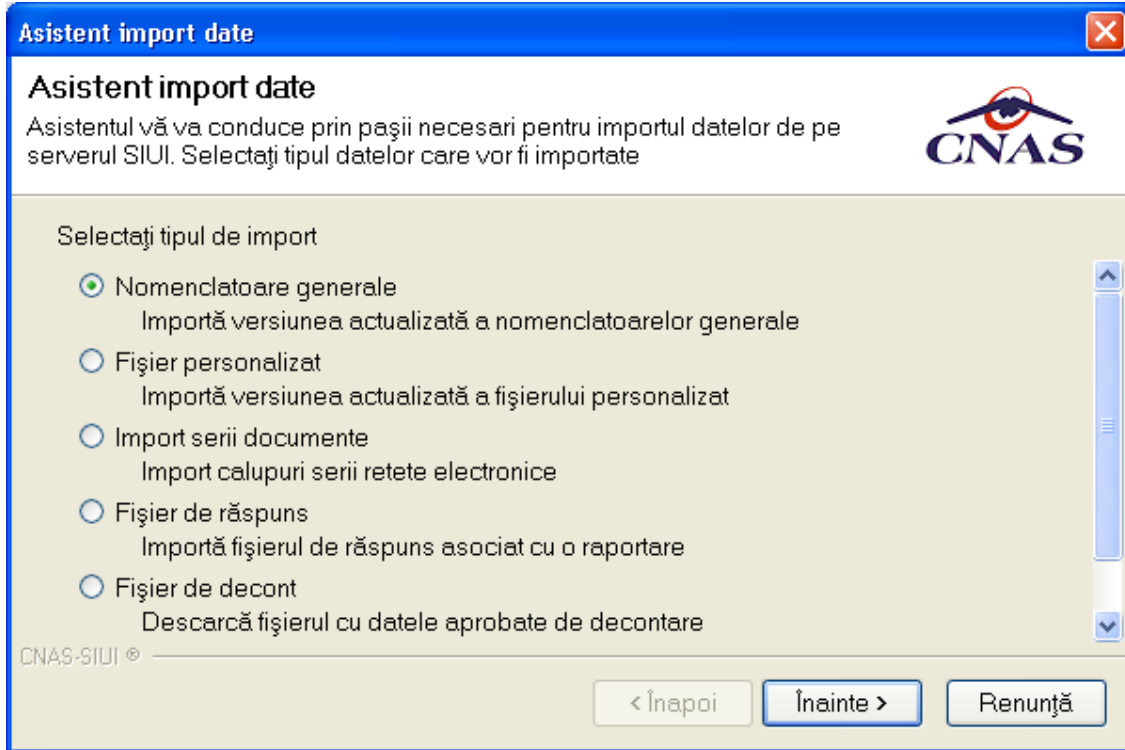 Asistent import date
Asistent import date
Asistentul vă va conduce prin paşii necesari pentru importul datelor de pe
serverul SIUI. Selectaţi tipul datelor care vor fi importate
CNAS
Selectaţi tipul de import
Nomenclatoare generale
Importă versiunea actualizată a nomenclatoarelor generale
Fişier personalizat
Importă versiunea actualizată a fişierului personalizat
Import serii documente
Import calupuri serii retete electronice
Fişier de răspuns
Importă fişierul de răspuns asociat cu o raportare
Fişier de decont
Descarcă fişierul cu datele aprobate de decontare
CNAS-SIUI ®
< Înapoi
Înainte >
Renunţă